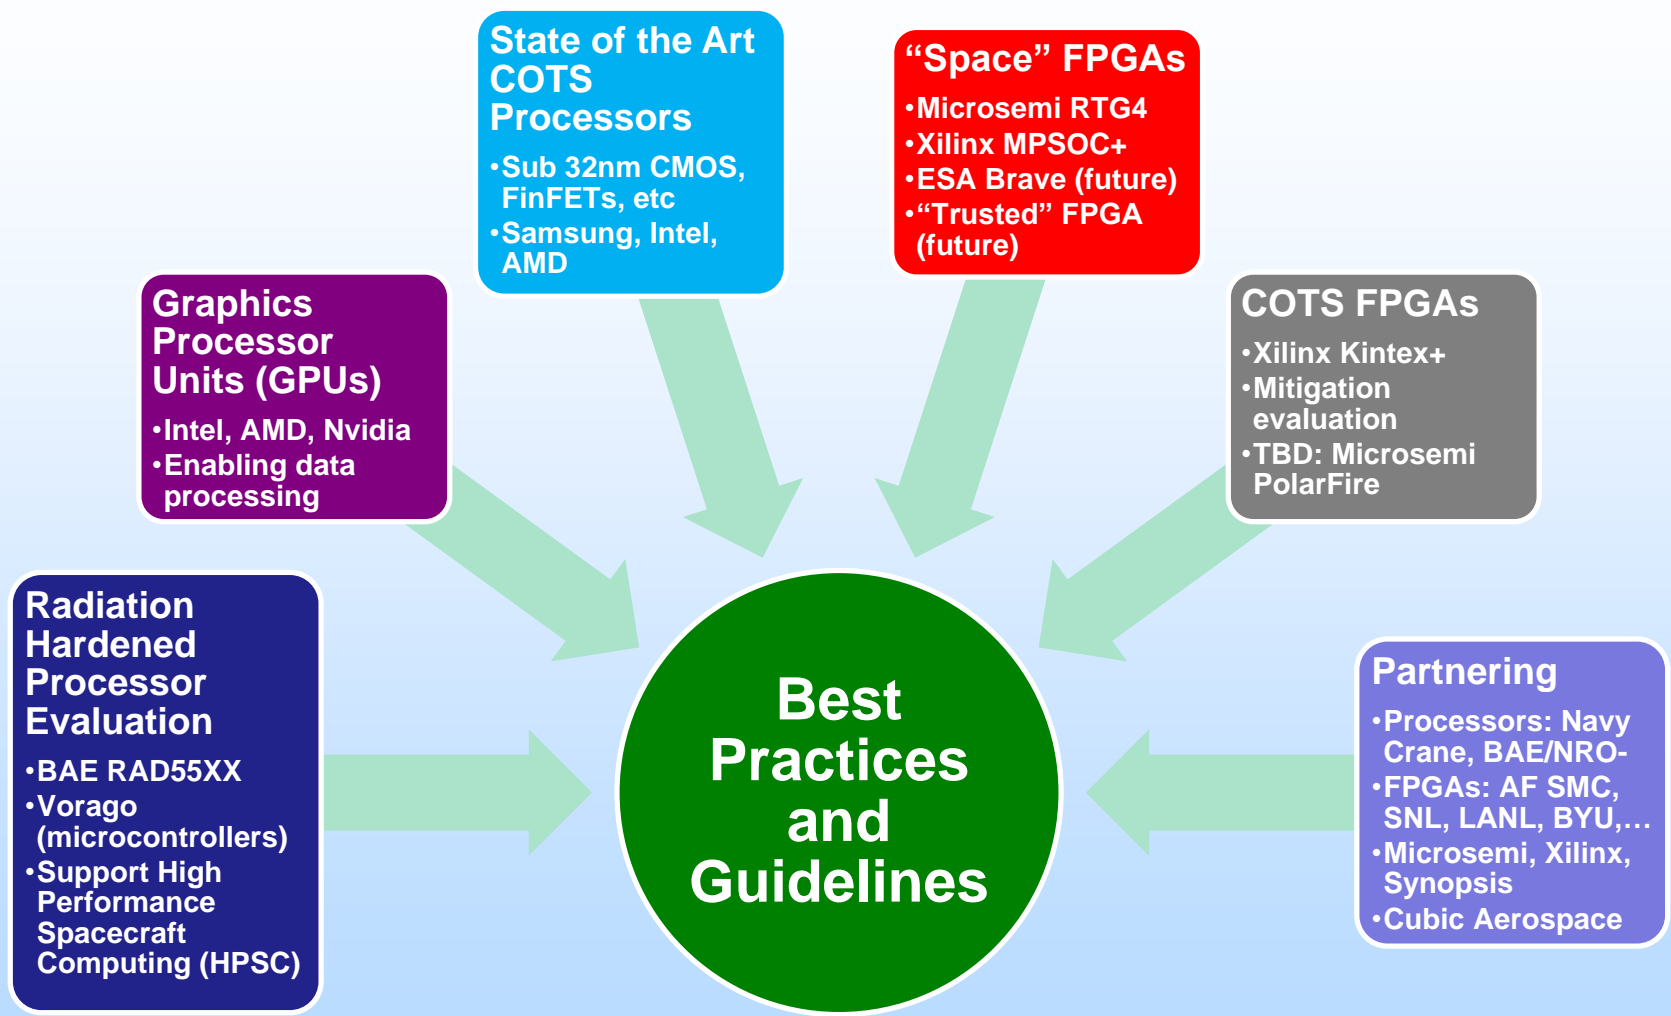 State of the Art
COTS
Processors
•Sub 32nm CMOS,
FinFETs, etc
•Samsung, Intel,
AMD
“Space” FPGAs
•Microsemi RTG4
•Xilinx MPSOC+
•ESA Brave (future)
•“Trusted” FPGA
(future)
Graphics
Processor
Units (GPUs)
•Intel, AMD, Nvidia
•Enabling data
processing
COTS FPGAs
•Xilinx Kintex+
•Mitigation
evaluation
•TBD: Microsemi
PolarFire
Radiation
Hardened
Processor
Evaluation
•BAE RAD55XX
•Vorago
(microcontrollers)
•Support High
Performance
Spacecraft
Computing (HPSC)
Best
Practices
and
Guidelines
Partnering
•Processors: Navy
Crane, BAE/NRO-
•FPGAs: AF SMC,
SNL, LANL, BYU,…
•Microsemi, Xilinx,
Synopsis
•Cubic Aerospace